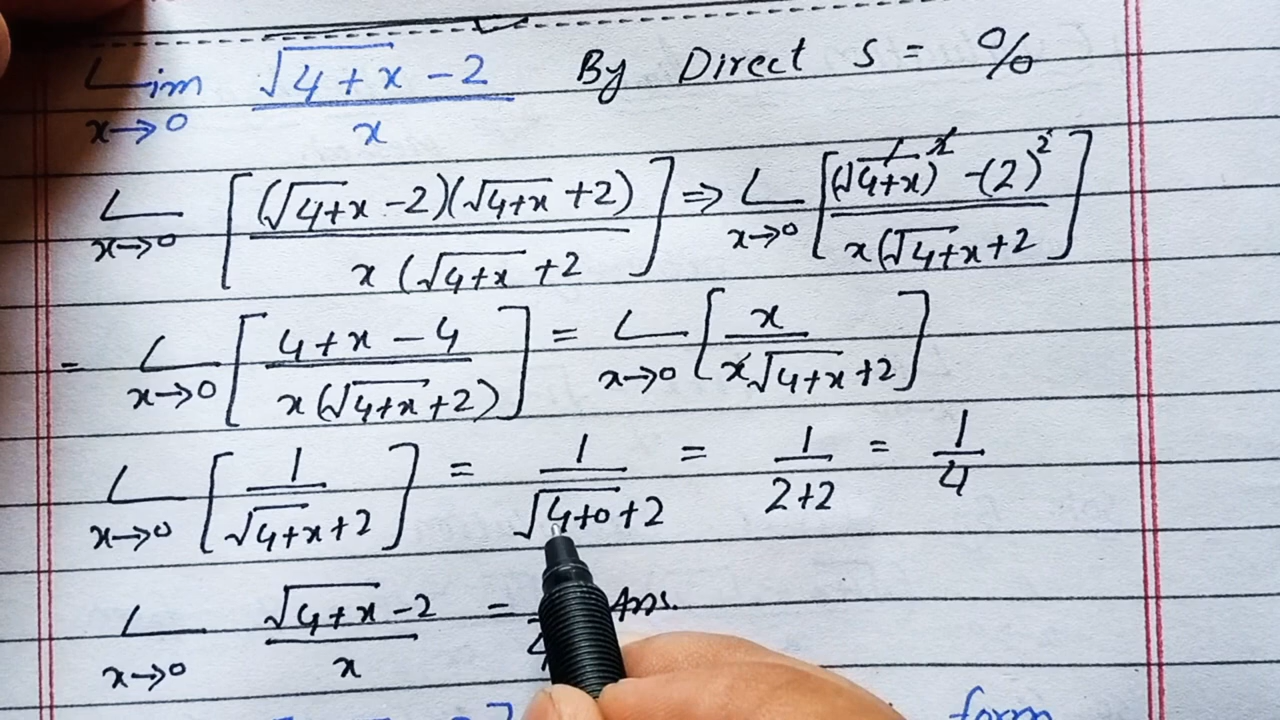 Lim x→0 √(4+x) − 2 / x By Direct S = 0/0
L x→0 [ (√(4+x) − 2)(√(4+x) + 2) / x (√(4+x) + 2 ] ⇒ L x→0 [ (√(4+x))² − (2)² / x(√(4+x) + 2 ]
= L x→0 [ 4+x − 4 / x(√(4+x) + 2) ] = L x→0 [ x / x√(4+x) + 2 ]
L x→0 [ 1 / √(4+x) + 2 ] = 1 / √(4+0) + 2 = 1 / 2+2 = 1/4
L x→0 √(4+x) − 2 / x = Ans.
form